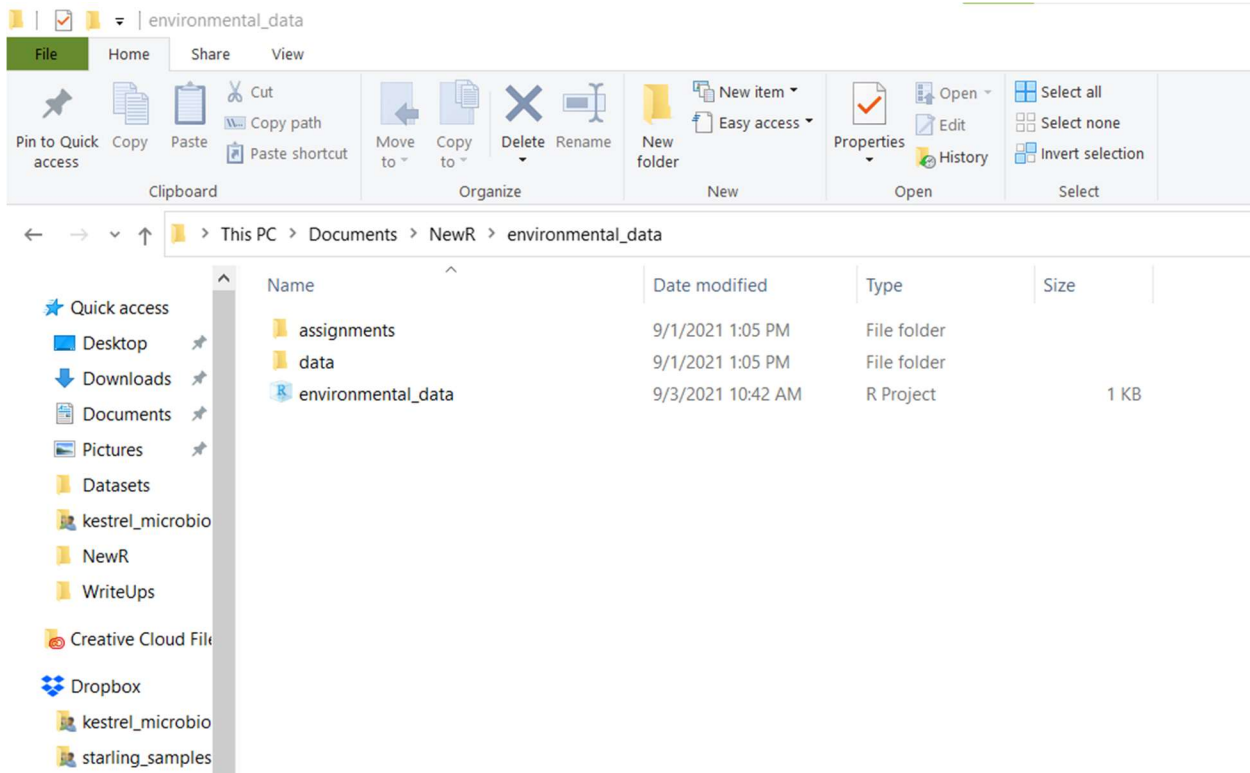 environmental_data
File Home Share View
Pin to Quick access
Copy
Paste
Cut
Copy path
Paste shortcut
Clipboard
Move to
Copy to
Delete
Rename
Organize
New folder
New item
Easy access
New
Properties
Open
Edit
History
Open
Select all
Select none
Invert selection
Select
This PC > Documents > NewR > environmental_data
Name Date modified Type Size
assignments 9/1/2021 1:05 PM File folder
data 9/1/2021 1:05 PM File folder
environmental_data 9/3/2021 10:42 AM R Project 1 KB
Quick access
Desktop
Downloads
Documents
Pictures
Datasets
kestrel_microbio
NewR
WriteUps
Creative Cloud File
Dropbox
kestrel_microbio
starling_samples